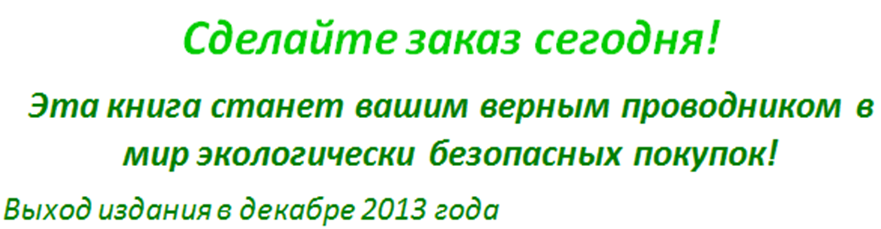 Сделайте заказ сегодня!
Эта книга станет вашим верным проводником в
мир экологически безопасных покупок!
Выход издания в декабре 2013 года